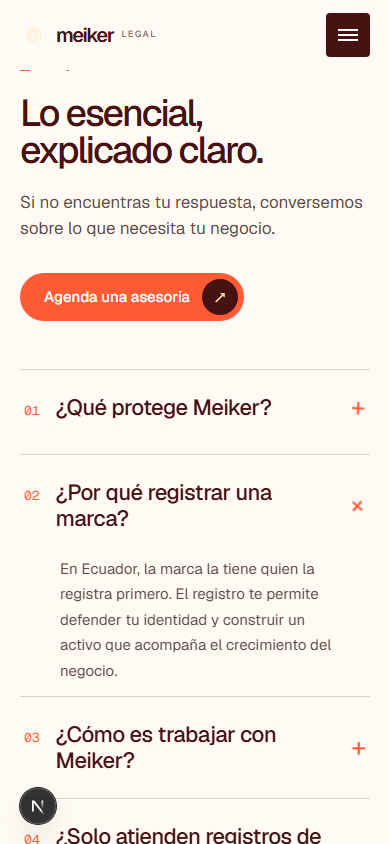 meiker LEGAL
Lo esencial,
explicado claro.
Si no encuentras tu respuesta, conversemos
sobre lo que necesita tu negocio.
Agenda una asesoría ↗
01 ¿Qué protege Meiker? +
02 ¿Por qué registrar una
marca? ×
En Ecuador, la marca la tiene quien la
registra primero. El registro te permite
defender tu identidad y construir un
activo que acompaña el crecimiento del
negocio.
03 ¿Cómo es trabajar con
Meiker? +
N
04 ¿Solo atienden registros de